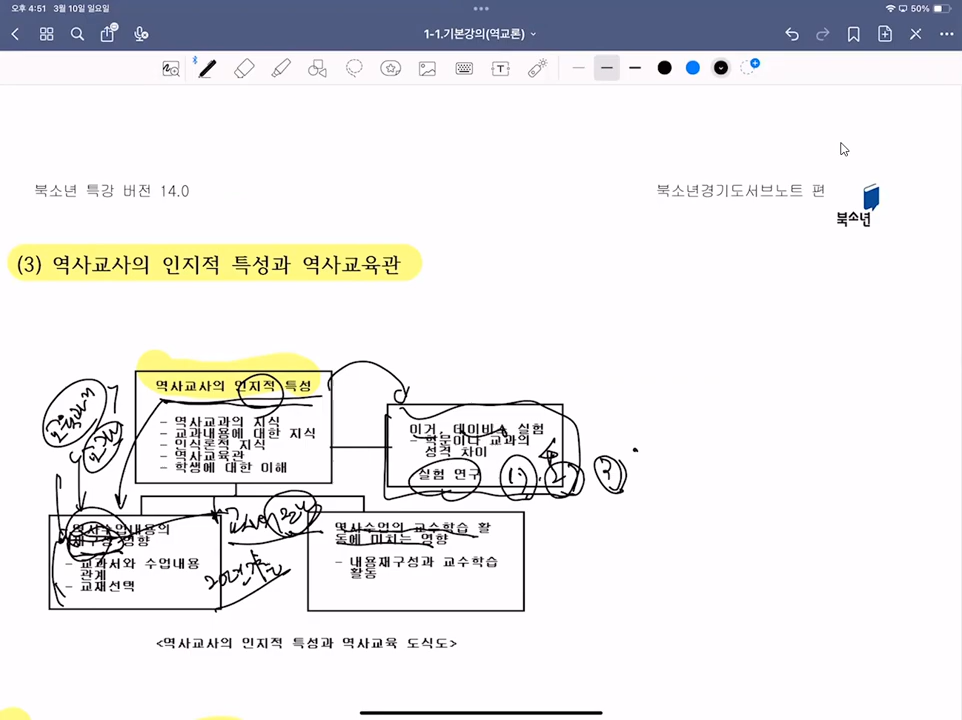 오후 4:51 3월 10일 일요일
50%
1-1.기본강의(역교론)
북소년 특강 버전 14.0
북소년경기도서브노트 편
북소년
(3) 역사교사의 인지적 특성과 역사교육관
역사교사의 인지적 특성
- 역사교과의 지식
- 교과내용에 대한 지식
- 인식론적 지식
- 역사교육관
- 학생에 대한 이해
이거, 데이비스 실험
- 학문이나 교과의
성격 차이
실험 연구
① ② ③
역사수업내용의
재구성 영향
- 교과서와 수업내용
관계
- 교재선택
역사수업의 교수학습 활
동에 미치는 영향
- 내용재구성과 교수학습
활동
<역사교사의 인지적 특성과 역사교육 도식도>